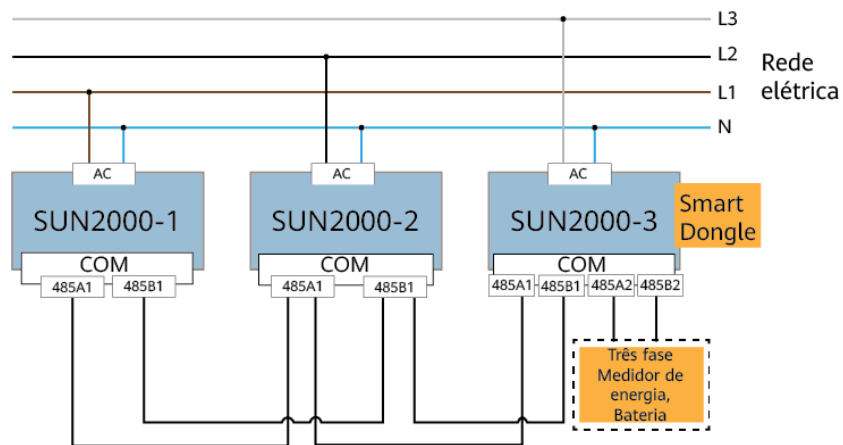 L3
L2
L1
N
Rede
elétrica
AC
AC
AC
SUN2000-1
SUN2000-2
SUN2000-3
Smart
Dongle
COM
COM
COM
485A1
485B1
485A1
485B1
485A1
485B1
485A2
485B2
Três fase
Medidor de
energia,
Bateria